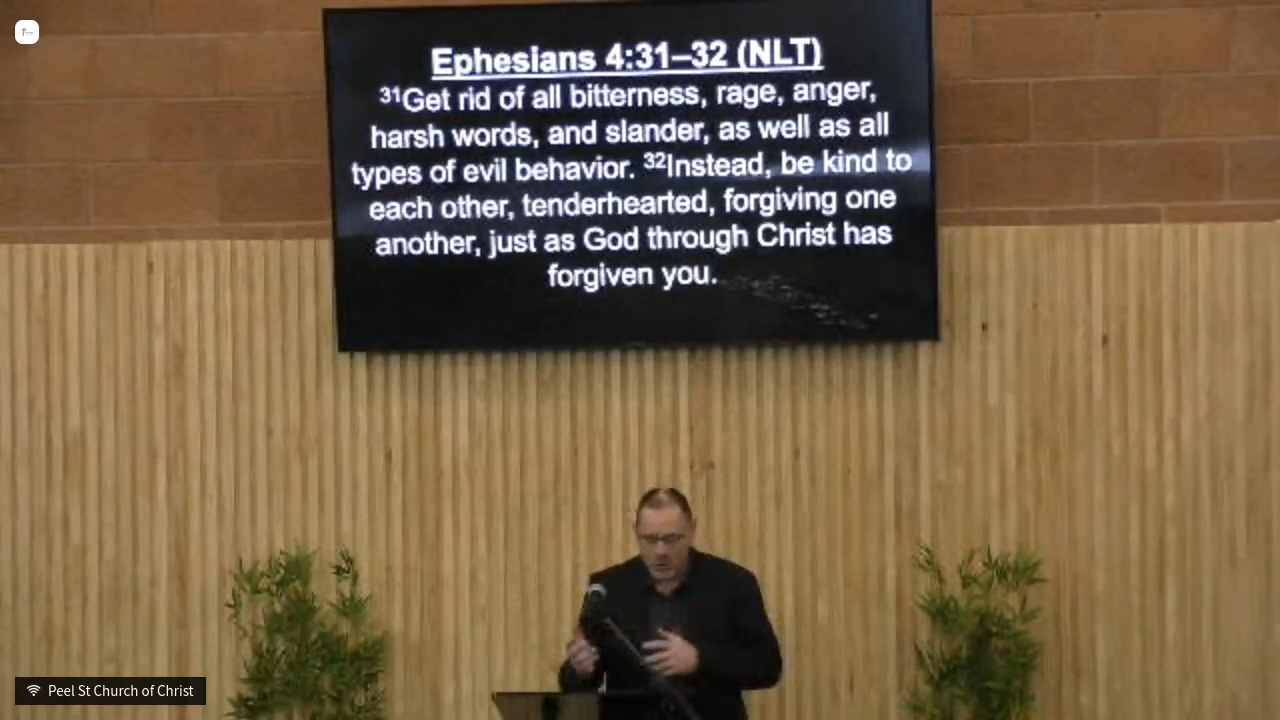 Ephesians 4:31–32 (NLT)
³¹Get rid of all bitterness, rage, anger,
harsh words, and slander, as well as all
types of evil behavior. ³²Instead, be kind to
each other, tenderhearted, forgiving one
another, just as God through Christ has
forgiven you.
Peel St Church of Christ